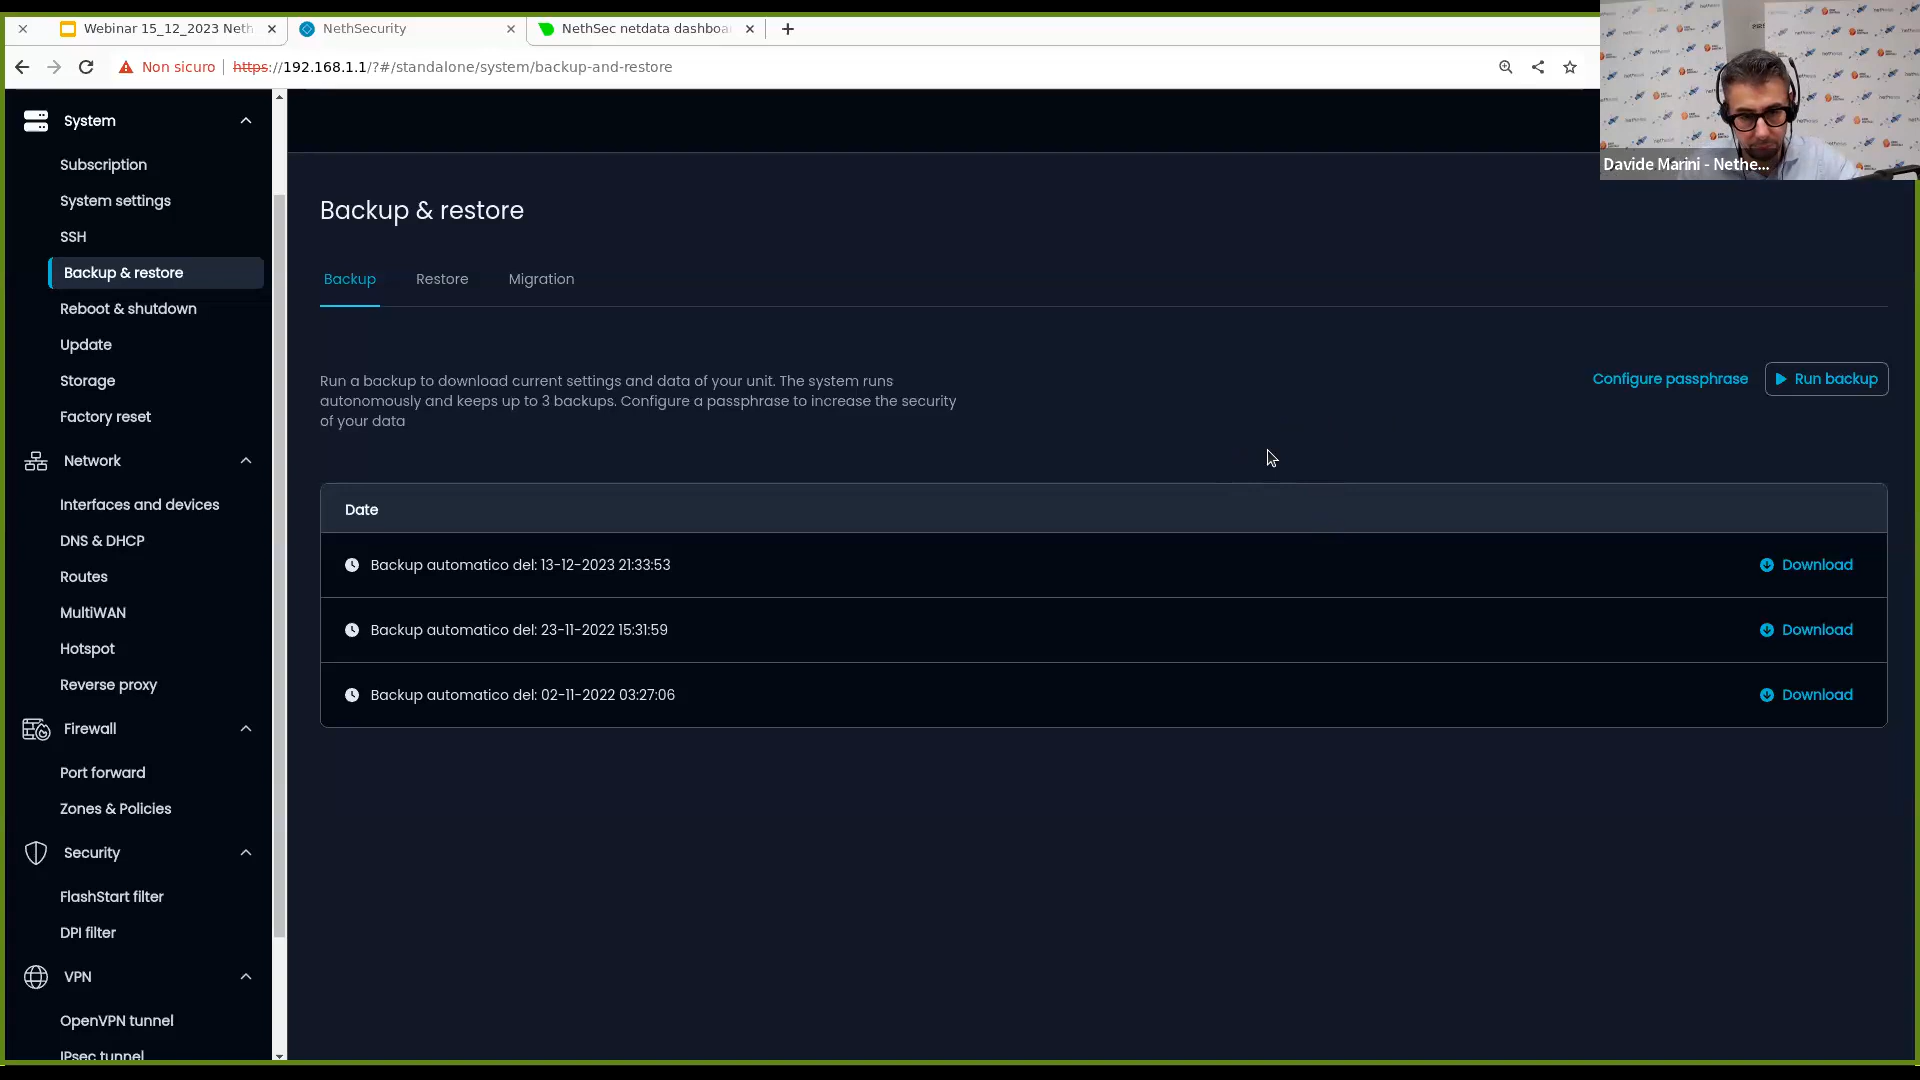 Webinar 15_12_2023 Neth
NethSecurity
NethSec netdata dashboa
Non sicuro
https://192.168.1.1/?#/standalone/system/backup-and-restore
Davide Marini - Nethe...
System
Subscription
System settings
SSH
Backup & restore
Reboot & shutdown
Update
Storage
Factory reset
Network
Interfaces and devices
DNS & DHCP
Routes
MultiWAN
Hotspot
Reverse proxy
Firewall
Port forward
Zones & Policies
Security
FlashStart filter
DPI filter
VPN
OpenVPN tunnel
IPsec tunnel
Backup & restore
Backup
Restore
Migration
Run a backup to download current settings and data of your unit. The system runs
autonomously and keeps up to 3 backups. Configure a passphrase to increase the security
of your data
Configure passphrase
Run backup
Date
Backup automatico del: 13-12-2023 21:33:53
Download
Backup automatico del: 23-11-2022 15:31:59
Download
Backup automatico del: 02-11-2022 03:27:06
Download